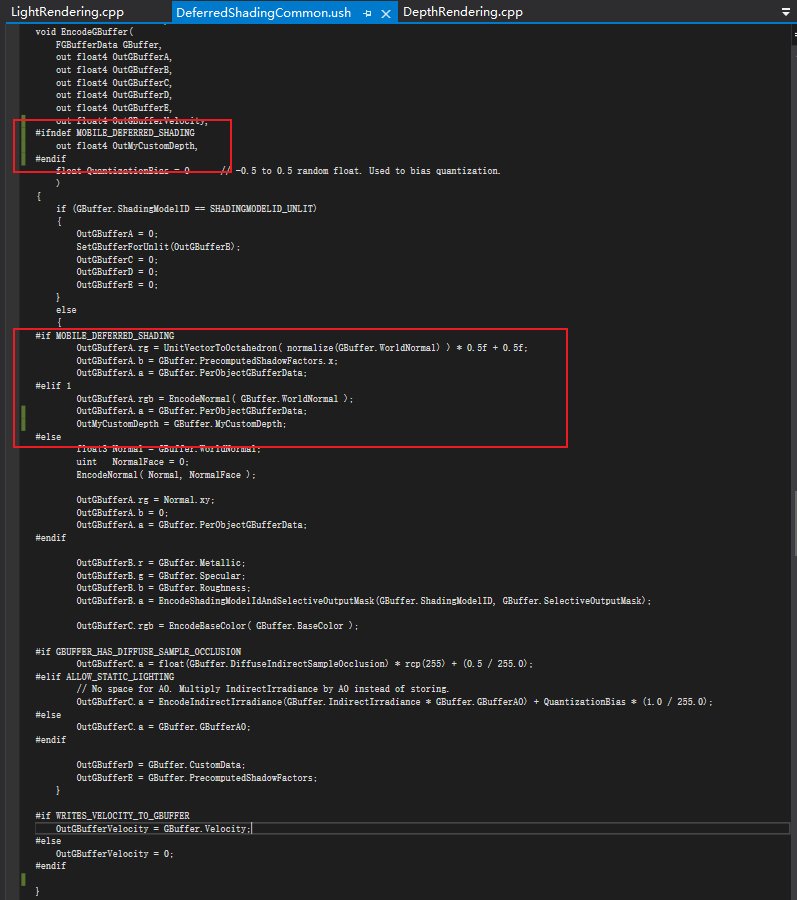 LightRendering.cpp
DeferredShadingCommon.ush
DepthRendering.cpp
void EncodeGBuffer(
FGBufferData GBuffer,
out float4 OutGBufferA,
out float4 OutGBufferB,
out float4 OutGBufferC,
out float4 OutGBufferD,
out float4 OutGBufferE,
out float4 OutGBufferVelocity,
#ifndef MOBILE_DEFERRED_SHADING
out float4 OutMyCustomDepth,
#endif
float QuantizationBias = 0 // -0.5 to 0.5 random float. Used to bias quantization.
)
{
if (GBuffer.ShadingModelID == SHADINGMODELID_UNLIT)
{
OutGBufferA = 0;
SetGBufferForUnlit(OutGBufferB);
OutGBufferC = 0;
OutGBufferD = 0;
OutGBufferE = 0;
}
else
{
#if MOBILE_DEFERRED_SHADING
OutGBufferA.rg = UnitVectorToOctahedron( normalize(GBuffer.WorldNormal) ) * 0.5f + 0.5f;
OutGBufferA.b = GBuffer.PrecomputedShadowFactors.x;
OutGBufferA.a = GBuffer.PerObjectGBufferData;
#elif 1
OutGBufferA.rgb = EncodeNormal( GBuffer.WorldNormal );
OutGBufferA.a = GBuffer.PerObjectGBufferData;
OutMyCustomDepth = GBuffer.MyCustomDepth;
#else
float3 Normal = GBuffer.WorldNormal;
uint NormalFace = 0;
EncodeNormal( Normal, NormalFace );
OutGBufferA.rg = Normal.xy;
OutGBufferA.b = 0;
OutGBufferA.a = GBuffer.PerObjectGBufferData;
#endif
OutGBufferB.r = GBuffer.Metallic;
OutGBufferB.g = GBuffer.Specular;
OutGBufferB.b = GBuffer.Roughness;
OutGBufferB.a = EncodeShadingModelIdAndSelectiveOutputMask(GBuffer.ShadingModelID, GBuffer.SelectiveOutputMask);
OutGBufferC.rgb = EncodeBaseColor( GBuffer.BaseColor );
#if GBUFFER_HAS_DIFFUSE_SAMPLE_OCCLUSION
OutGBufferC.a = float(GBuffer.DiffuseIndirectSampleOcclusion) * rcp(255) + (0.5 / 255.0);
#elif ALLOW_STATIC_LIGHTING
// No space for AO. Multiply IndirectIrradiance by AO instead of storing.
OutGBufferC.a = EncodeIndirectIrradiance(GBuffer.IndirectIrradiance * GBuffer.GBufferAO) + QuantizationBias * (1.0 / 255.0);
#else
OutGBufferC.a = GBuffer.GBufferAO;
#endif
OutGBufferD = GBuffer.CustomData;
OutGBufferE = GBuffer.PrecomputedShadowFactors;
}
#if WRITES_VELOCITY_TO_GBUFFER
OutGBufferVelocity = GBuffer.Velocity;
#else
OutGBufferVelocity = 0;
#endif
}